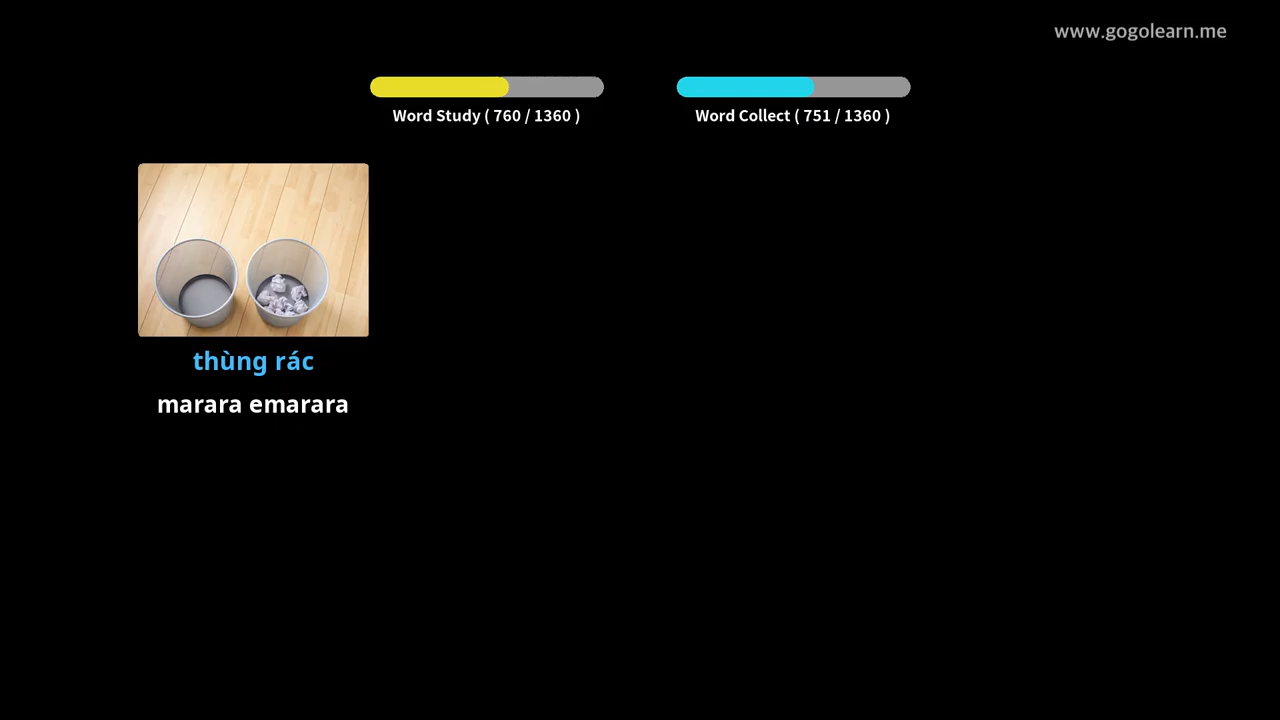 www.gogolearn.me
Word Study ( 760 / 1360 )
Word Collect ( 751 / 1360 )
thùng rác
marara emarara